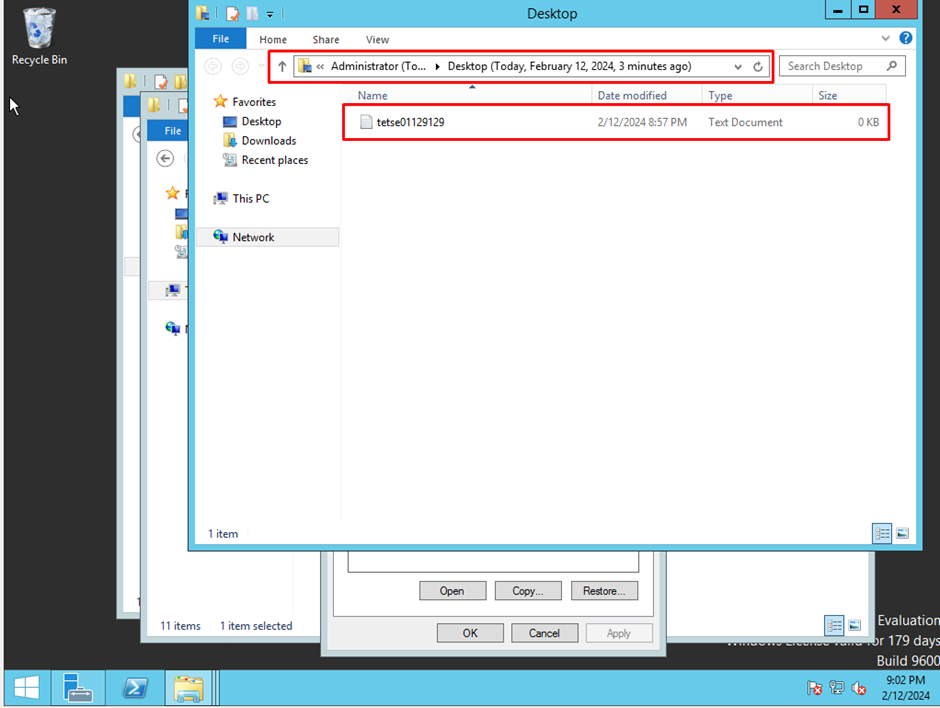 Desktop
Recycle Bin
File
Home
Share
View
Administrator (To...
Desktop (Today, February 12, 2024, 3 minutes ago)
Search Desktop
Name
Date modified
Type
Size
tetse01129129
2/12/2024 8:57 PM
Text Document
0 KB
Favorites
Desktop
Downloads
Recent places
This PC
Network
File
1 item
Open
Copy...
Restore...
OK
Cancel
Apply
11 items
1 item selected
Evaluation
Windows License valid for 179 days
Build 9600
9:02 PM
2/12/2024